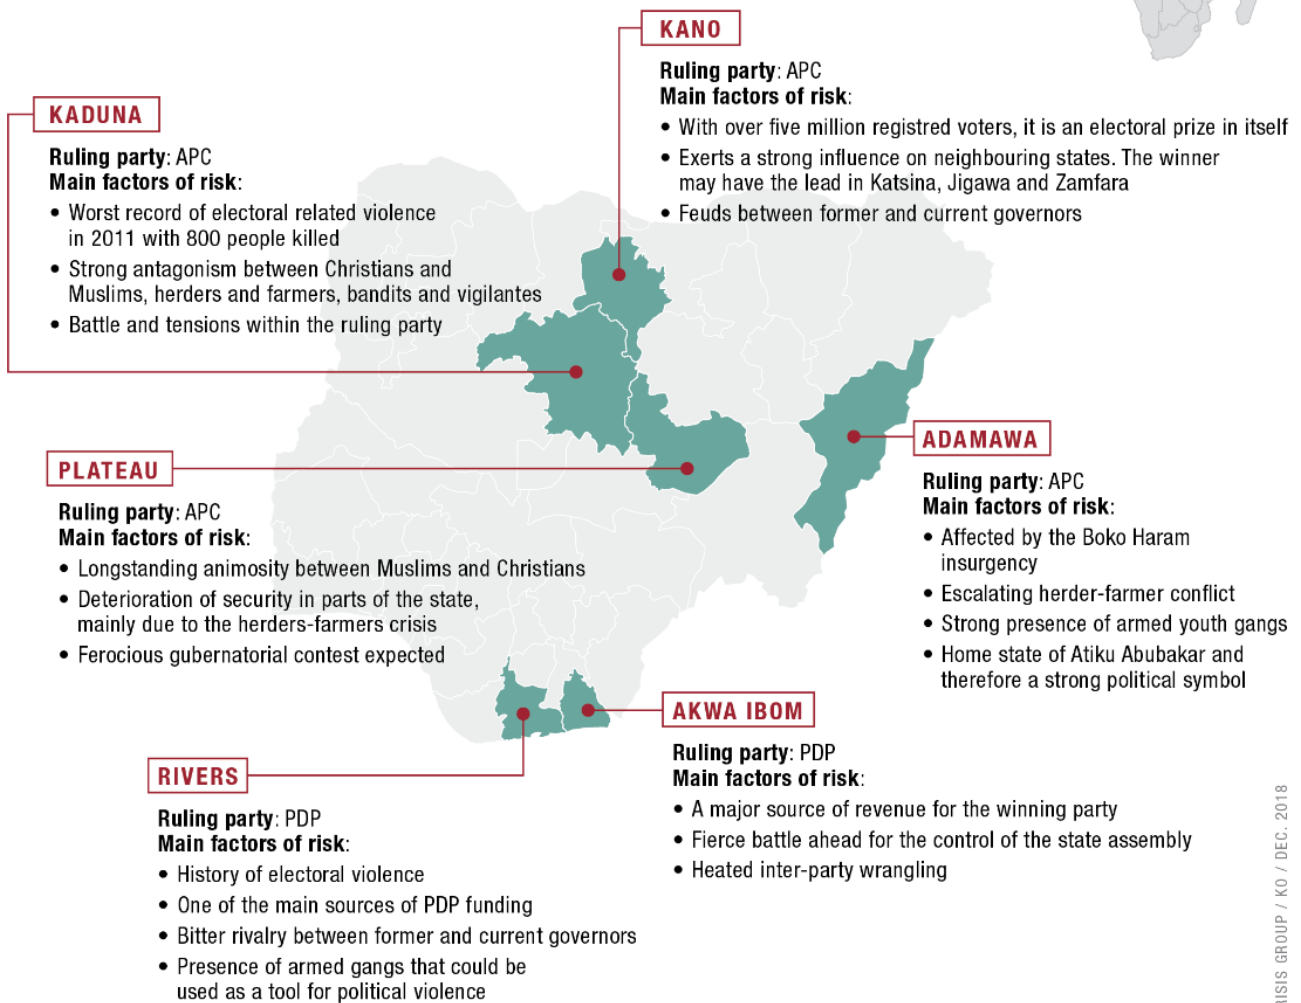 KANO
Ruling party: APC
Main factors of risk:
• With over five million registred voters, it is an electoral prize in itself
• Exerts a strong influence on neighbouring states. The winner
may have the lead in Katsina, Jigawa and Zamfara
• Feuds between former and current governors
KADUNA
Ruling party: APC
Main factors of risk:
• Worst record of electoral related violence
in 2011 with 800 people killed
• Strong antagonism between Christians and
Muslims, herders and farmers, bandits and vigilantes
• Battle and tensions within the ruling party
ADAMAWA
Ruling party: APC
Main factors of risk:
• Affected by the Boko Haram
insurgency
• Escalating herder-farmer conflict
• Strong presence of armed youth gangs
• Home state of Atiku Abubakar and
therefore a strong political symbol
PLATEAU
Ruling party: APC
Main factors of risk:
• Longstanding animosity between Muslims and Christians
• Deterioration of security in parts of the state,
mainly due to the herders-farmers crisis
• Ferocious gubernatorial contest expected
AKWA IBOM
Ruling party: PDP
Main factors of risk:
• A major source of revenue for the winning party
• Fierce battle ahead for the control of the state assembly
• Heated inter-party wrangling
RIVERS
Ruling party: PDP
Main factors of risk:
• History of electoral violence
• One of the main sources of PDP funding
• Bitter rivalry between former and current governors
• Presence of armed gangs that could be
used as a tool for political violence
GROUP / KO / DEC. 2018